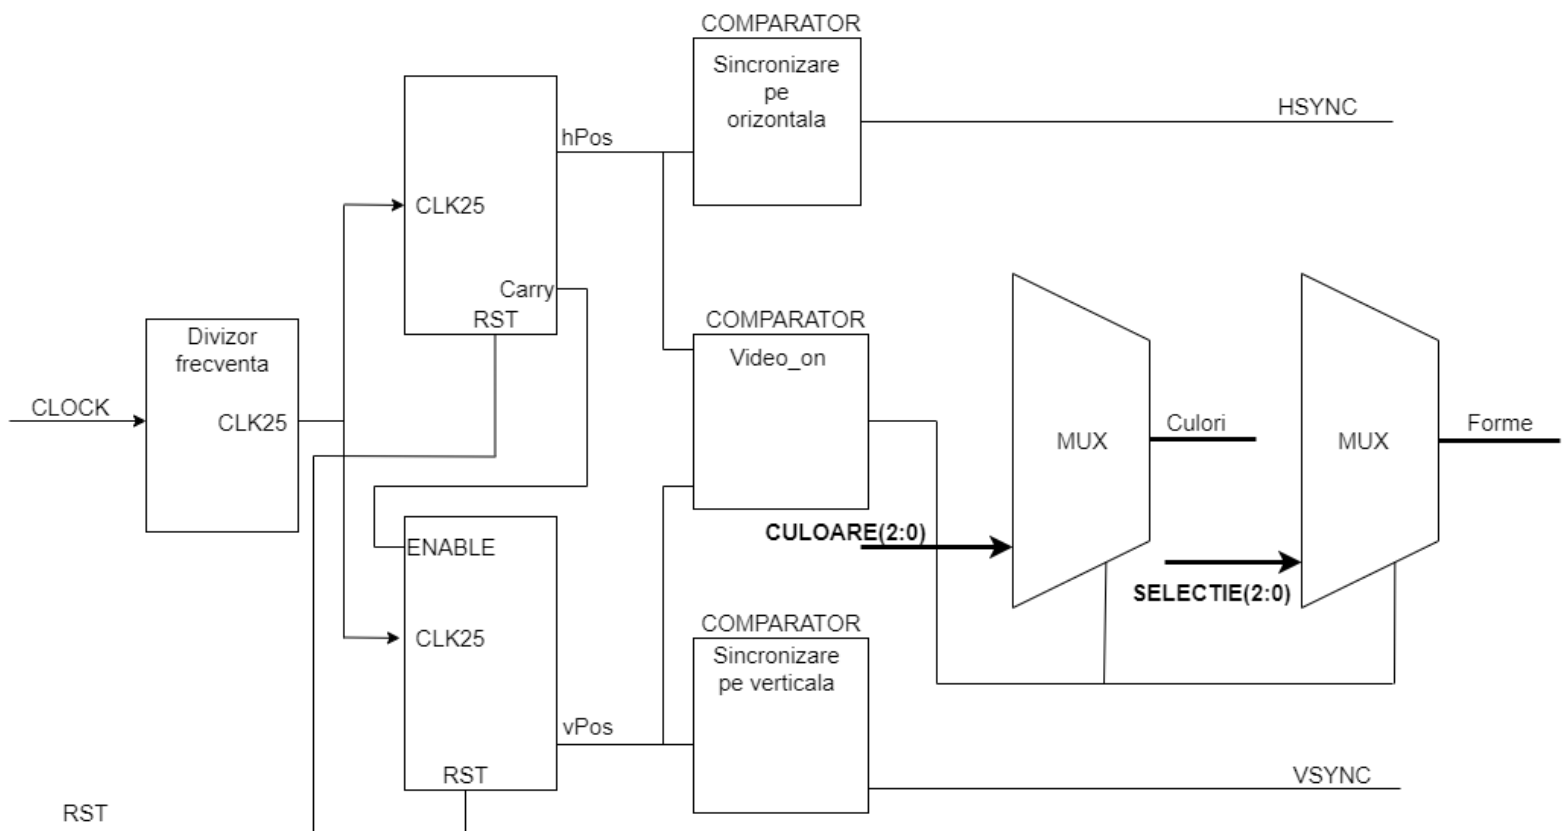 COMPARATOR
Sincronizare
pe
orizontala
HSYNC
hPos
CLK25
Carry
RST
COMPARATOR
Divizor
frecventa
Video_on
CLOCK
CLK25
MUX
Culori
MUX
Forme
CULOARE(2:0)
ENABLE
SELECTIE(2:0)
COMPARATOR
CLK25
Sincronizare
pe verticala
vPos
RST
VSYNC
RST